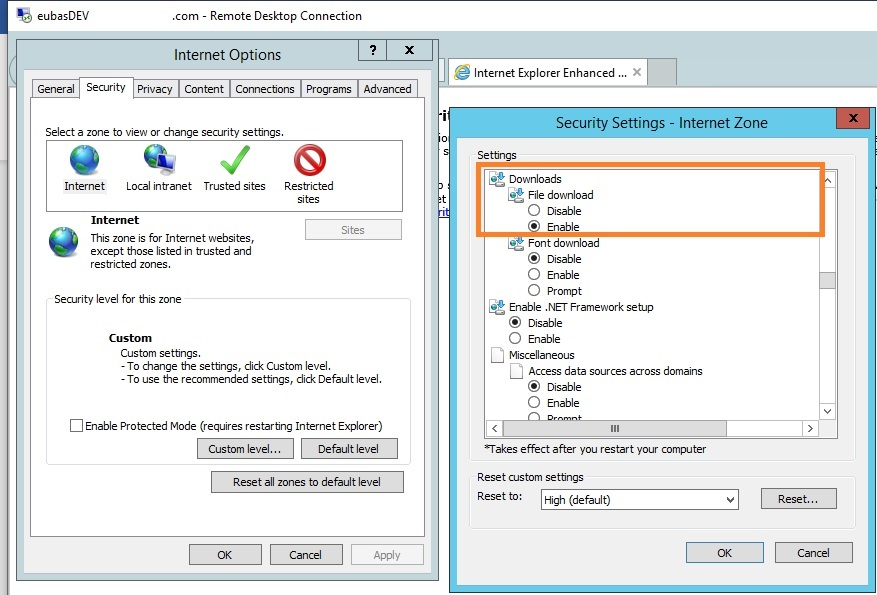 eubasDEV .com - Remote Desktop Connection
Internet Options
?
X
General Security Privacy Content Connections Programs Advanced
Select a zone to view or change security settings.
Internet Local intranet Trusted sites Restricted
sites
Internet
Sites
This zone is for Internet websites,
except those listed in trusted and
restricted zones.
Security level for this zone
Custom
Custom settings.
- To change the settings, click Custom level.
- To use the recommended settings, click Default level.
Enable Protected Mode (requires restarting Internet Explorer)
Custom level... Default level
Reset all zones to default level
OK Cancel Apply
Internet Explorer Enhanced ... ×
Security Settings - Internet Zone
X
Settings
Downloads
File download
Disable
Enable
Font download
Disable
Enable
Prompt
Enable .NET Framework setup
Disable
Enable
Miscellaneous
Access data sources across domains
Disable
Enable
Prompt
*Takes effect after you restart your computer
Reset custom settings
Reset to: High (default) Reset...
OK Cancel